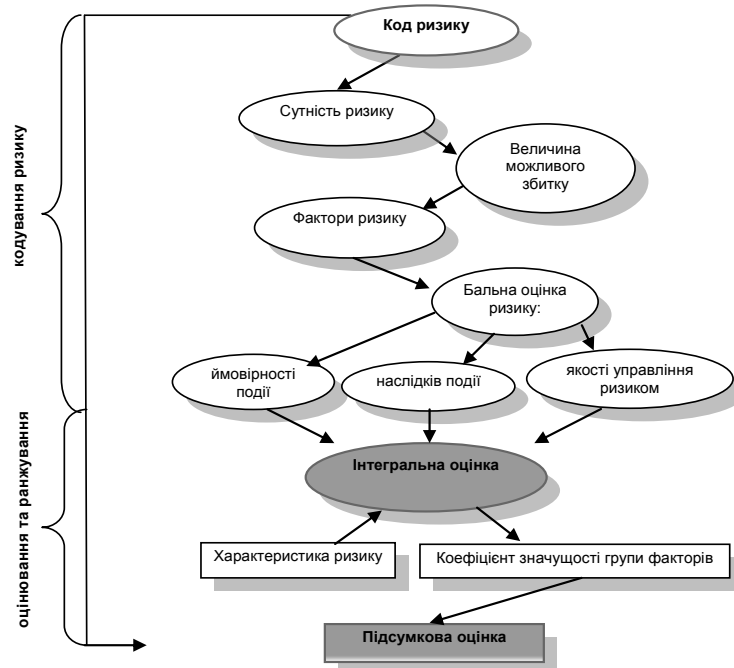 Код ризику
Сутність ризику
Величина
можливого
збитку
Фактори ризику
Бальна оцінка
ризику:
ймовірності
події
наслідків події
якості управління
ризиком
Інтегральна оцінка
Характеристика ризику
Коефіцієнт значущості групи факторів
Підсумкова оцінка
кодування ризику
оцінювання та ранжування